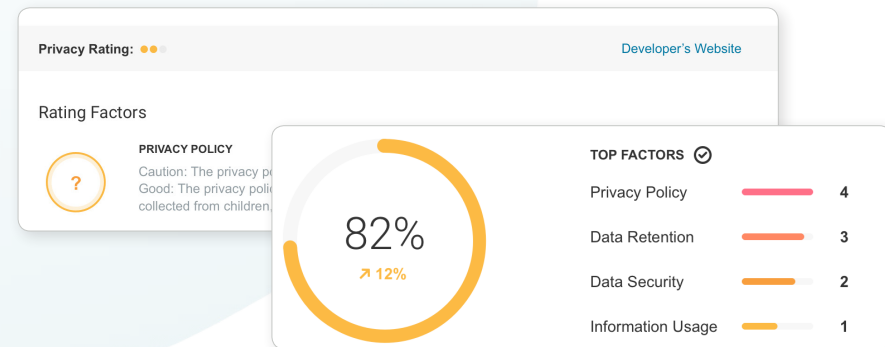 Privacy Rating:
Developer's Website
Rating Factors
?
PRIVACY POLICY
Caution: The privacy
Good: The privacy
collected from children,
82%
↗ 12%
TOP FACTORS
Privacy Policy 4
Data Retention 3
Data Security 2
Information Usage 1